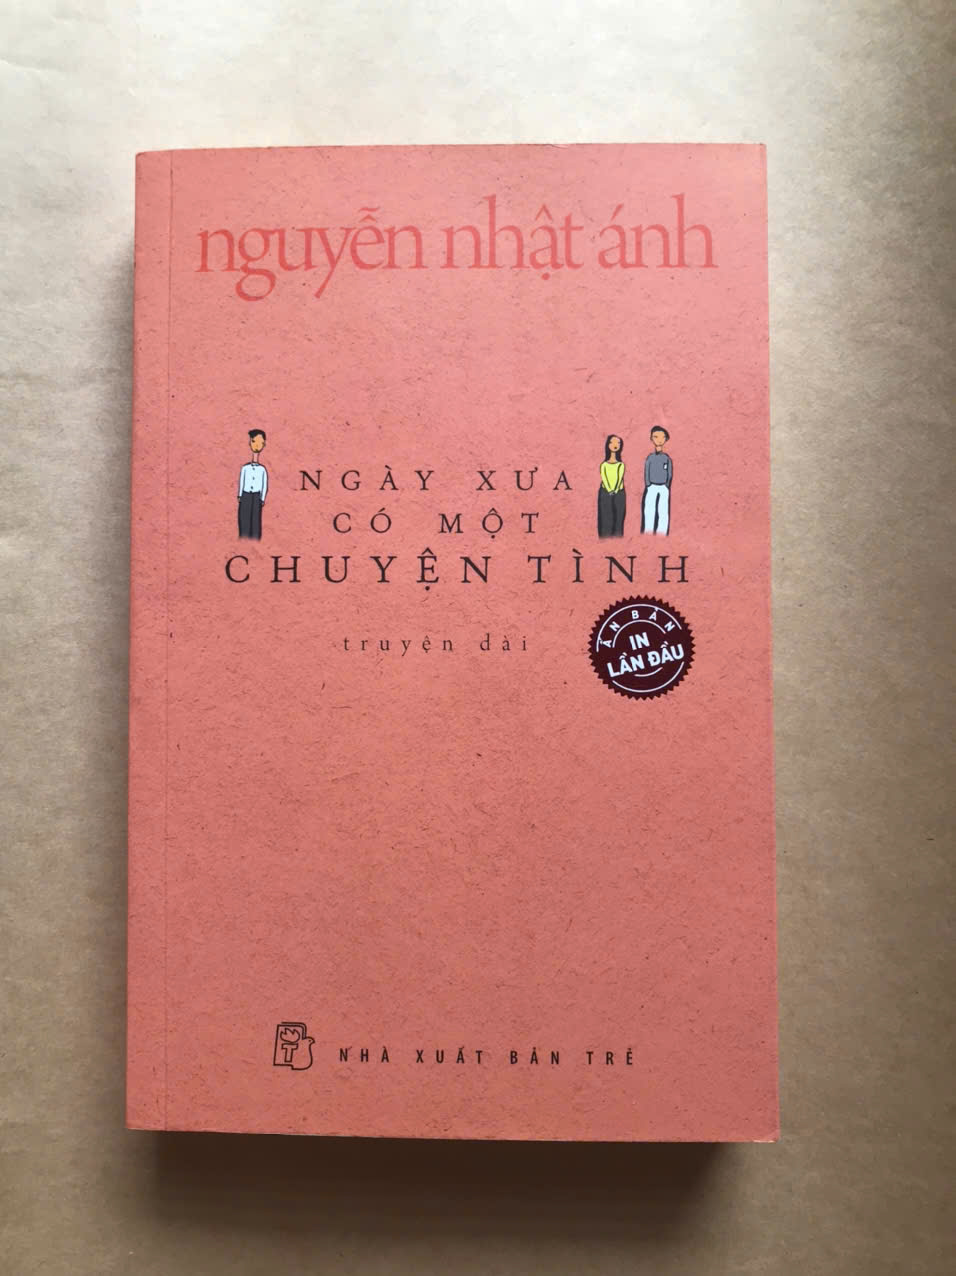 nguyễn nhật ánh
NGÀY XƯA
CÓ MỘT
CHUYỆN TÌNH
truyện dài
ẤN BẢN
IN
LẦN ĐẦU
T
NHÀ XUẤT BẢN TRẺ